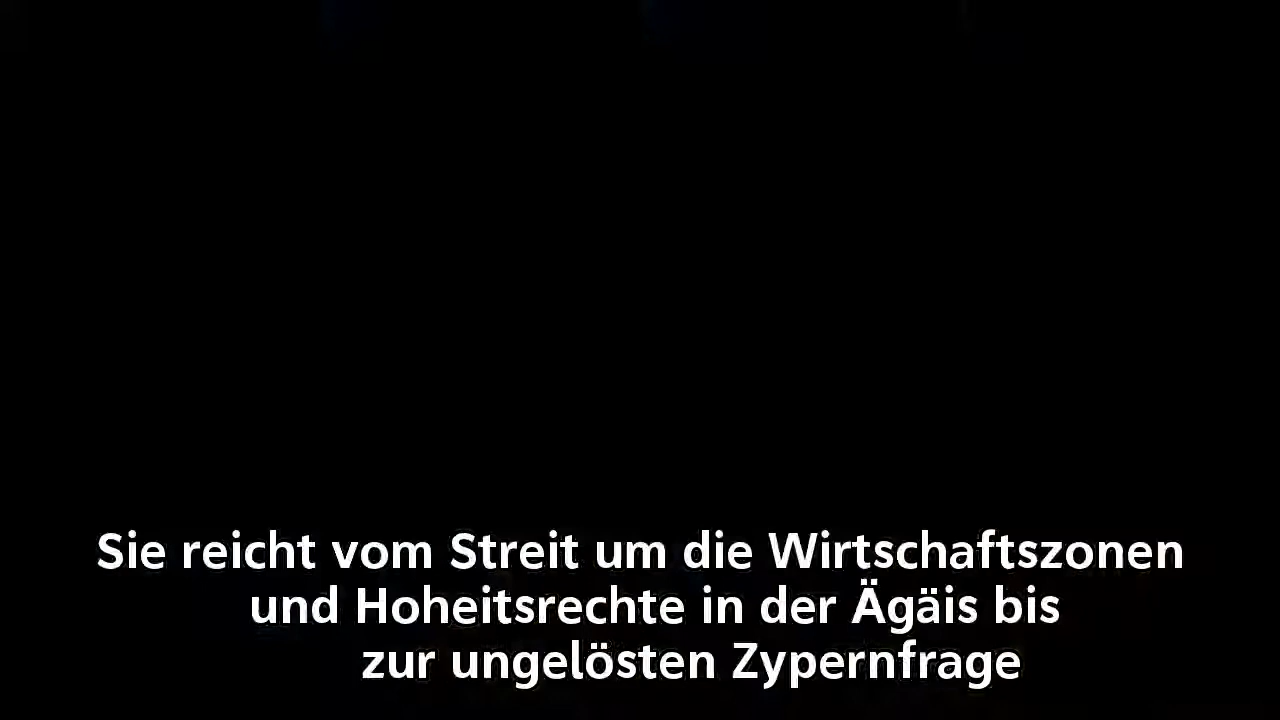 Sie reicht vom Streit um die Wirtschaftszonen
und Hoheitsrechte in der Ägäis bis
zur ungelösten Zypernfrage